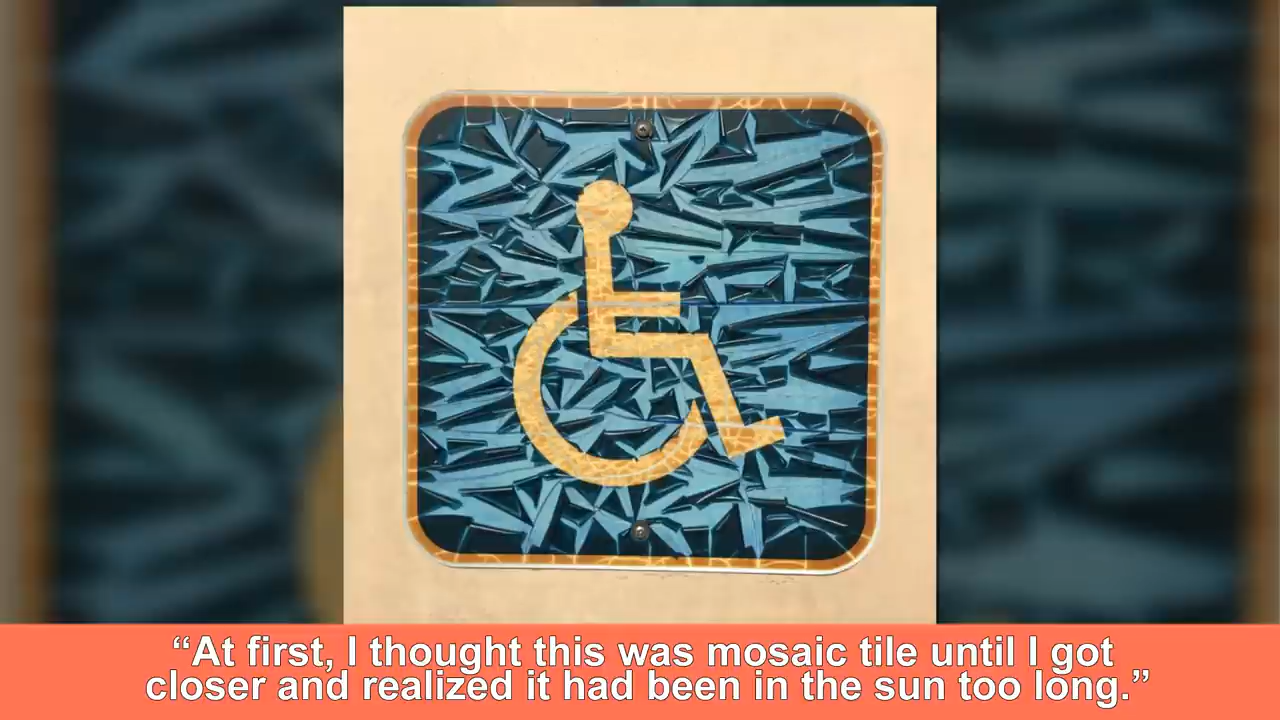 “At first, I thought this was mosaic tile until I got
closer and realized it had been in the sun too long.”